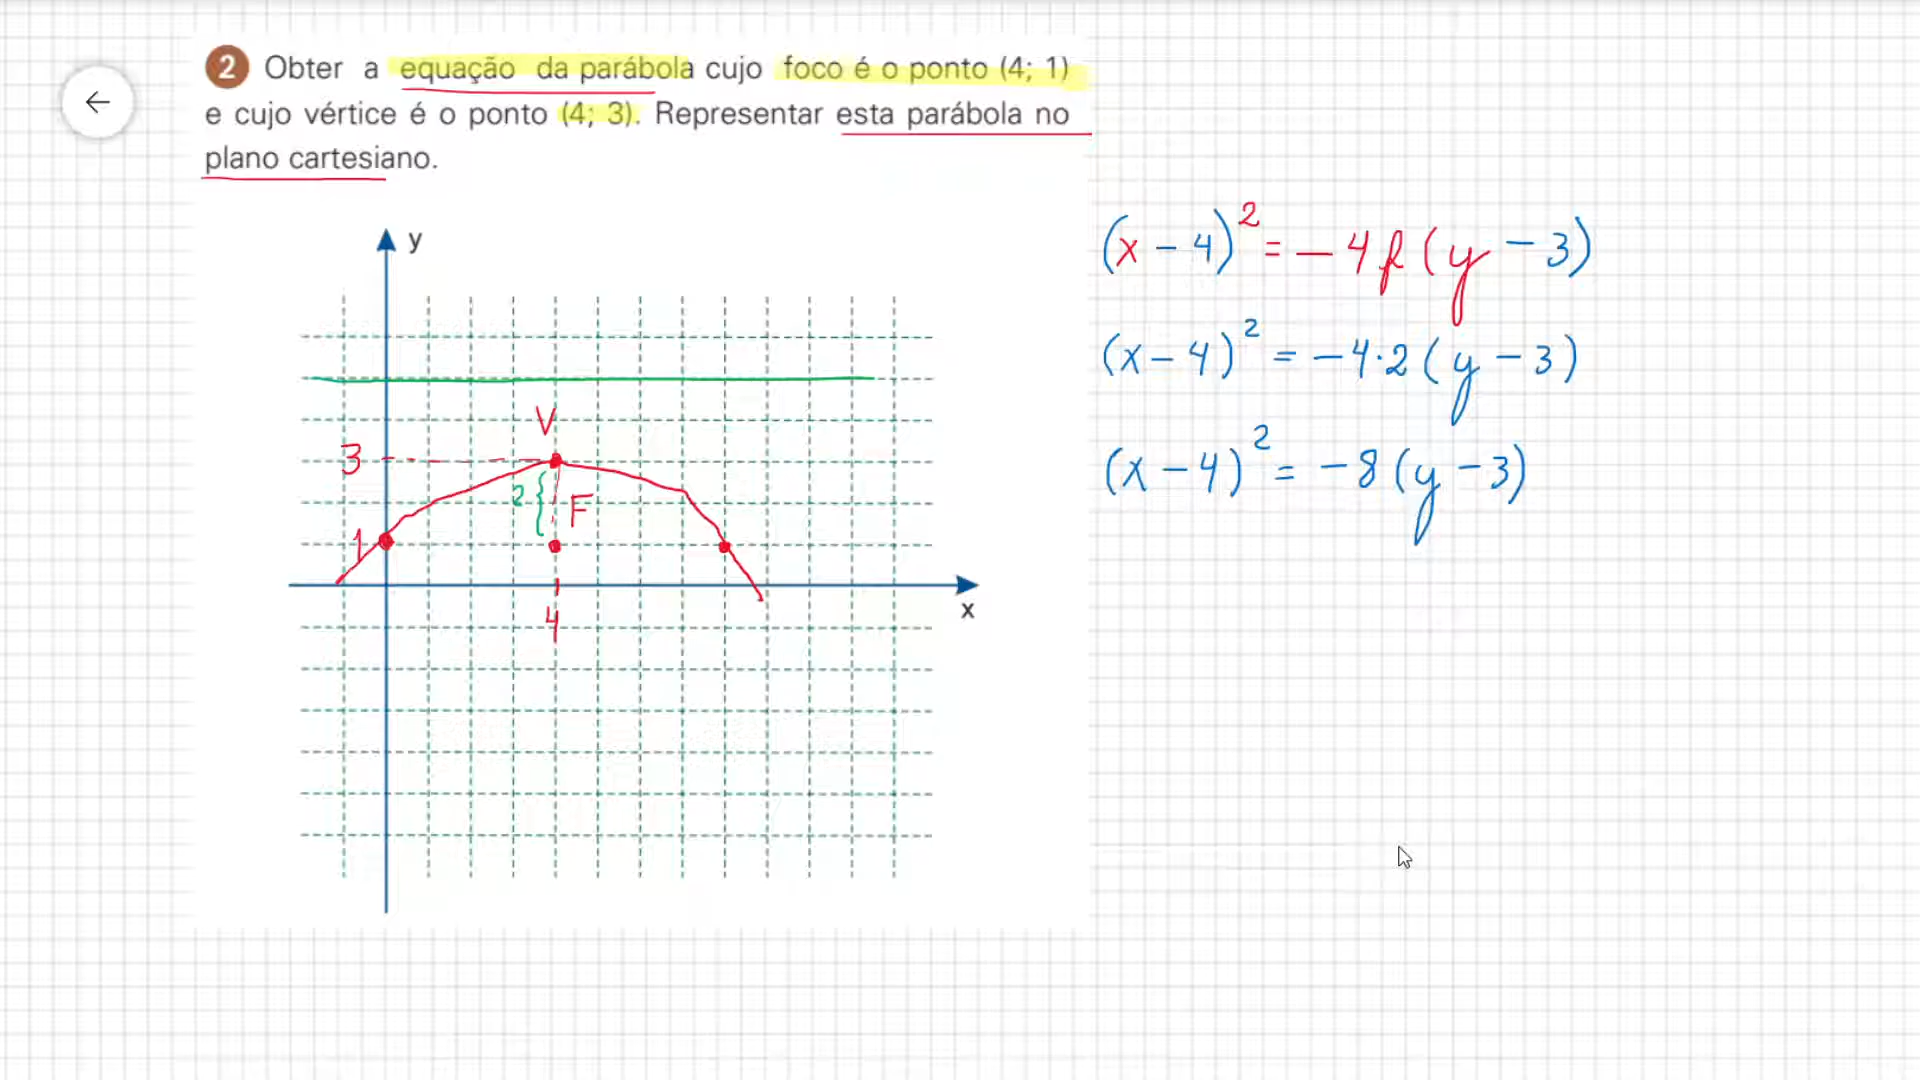 2 Obter a equação da parábola cujo foco é o ponto (4; 1)
e cujo vértice é o ponto (4; 3). Representar esta parábola no
plano cartesiano.
(x - 4)² = - 4f(y - 3)
(x - 4)² = -4·2(y - 3)
(x - 4)² = -8(y - 3)
y
V
3
2
F
1
x
4